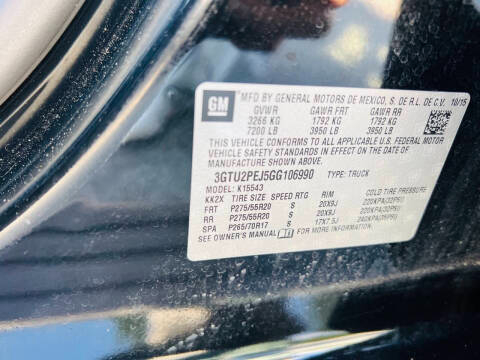 GM
MFD BY GENERAL MOTORS DE MEXICO, S. DE R.L. DE C.V. 10/15
GVWR GAWR FRT GAWR RR
3266 KG 1792 KG 1792 KG
7200 LB 3950 LB 3950 LB
THIS VEHICLE CONFORMS TO ALL APPLICABLE U.S. FEDERAL MOTOR
VEHICLE SAFETY STANDARDS IN EFFECT ON THE DATE OF
MANUFACTURE SHOWN ABOVE.
3GTU2PEJ5GG106990 TYPE: TRUCK
MODEL: K15543
KK2X TIRE SIZE SPEED RTG RIM COLD TIRE PRESSURE
FRT P275/55R20 20X9J 220KPA(32PSI)
RR P275/55R20 20X9J 220KPA(32PSI)
SPA P265/70R17 17X7.5J
SEE OWNER'S MANUAL FOR MORE INFORMATION.